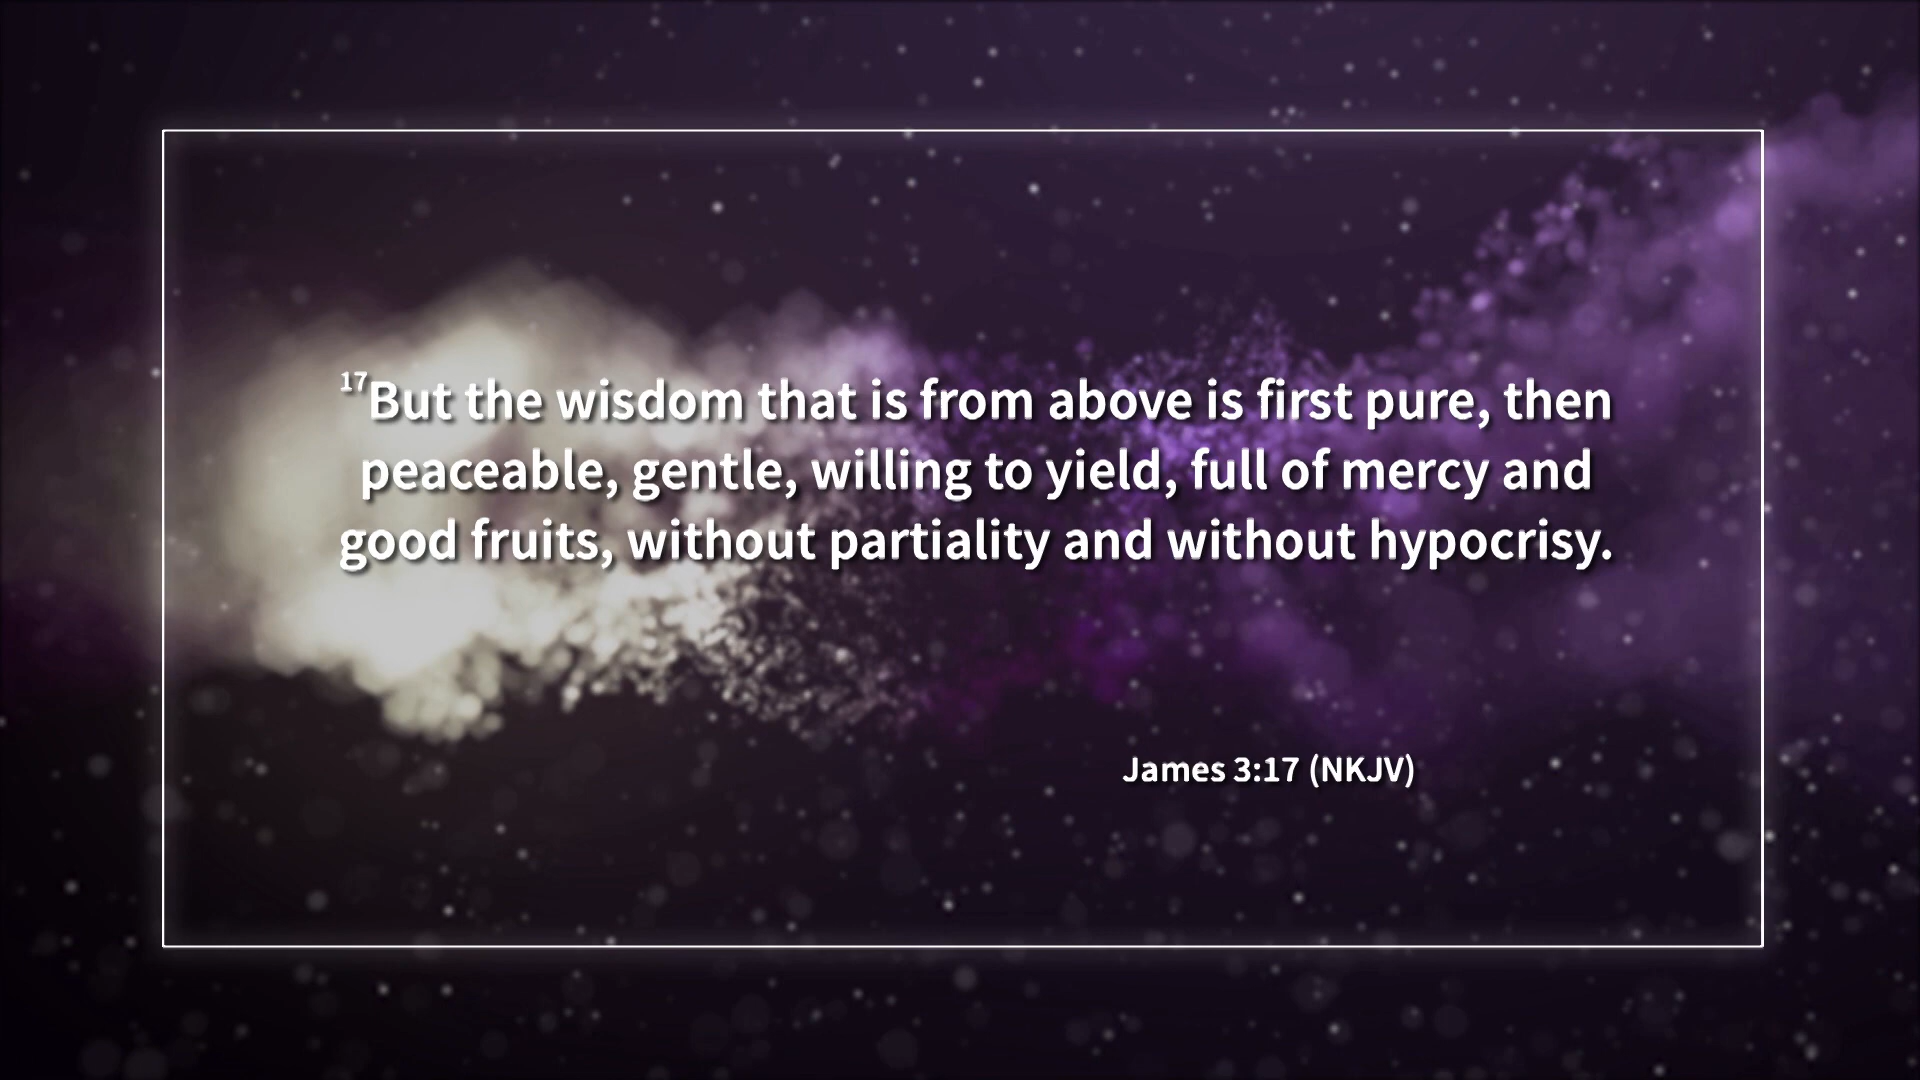 17But the wisdom that is from above is first pure, then
peaceable, gentle, willing to yield, full of mercy and
good fruits, without partiality and without hypocrisy.
James 3:17 (NKJV)